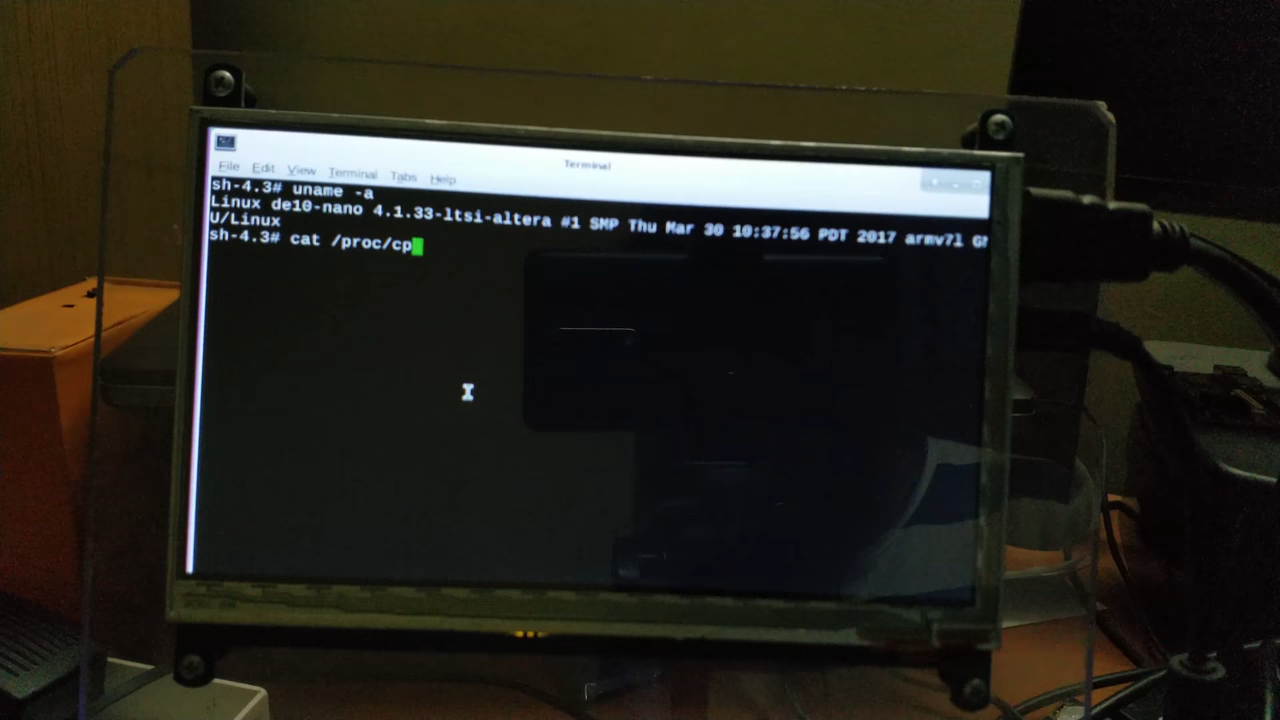 Terminal
File Edit View Terminal Tabs Help
sh-4.3# uname -a
Linux de10-nano 4.1.33-ltsi-altera #1 SMP Thu Mar 30 10:37:56 PDT 2017 armv7l GN
U/Linux
sh-4.3# cat /proc/cp